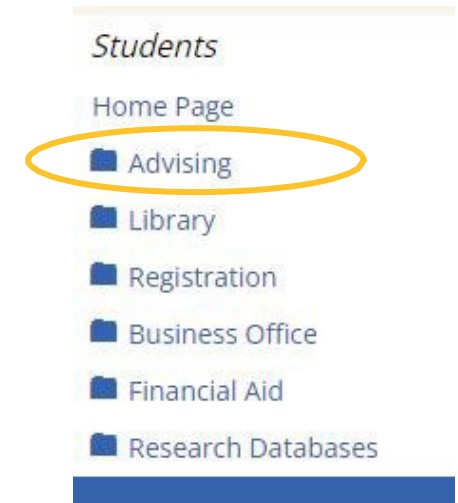 Students
Home Page
Advising
Library
Registration
Business Office
Financial Aid
Research Databases